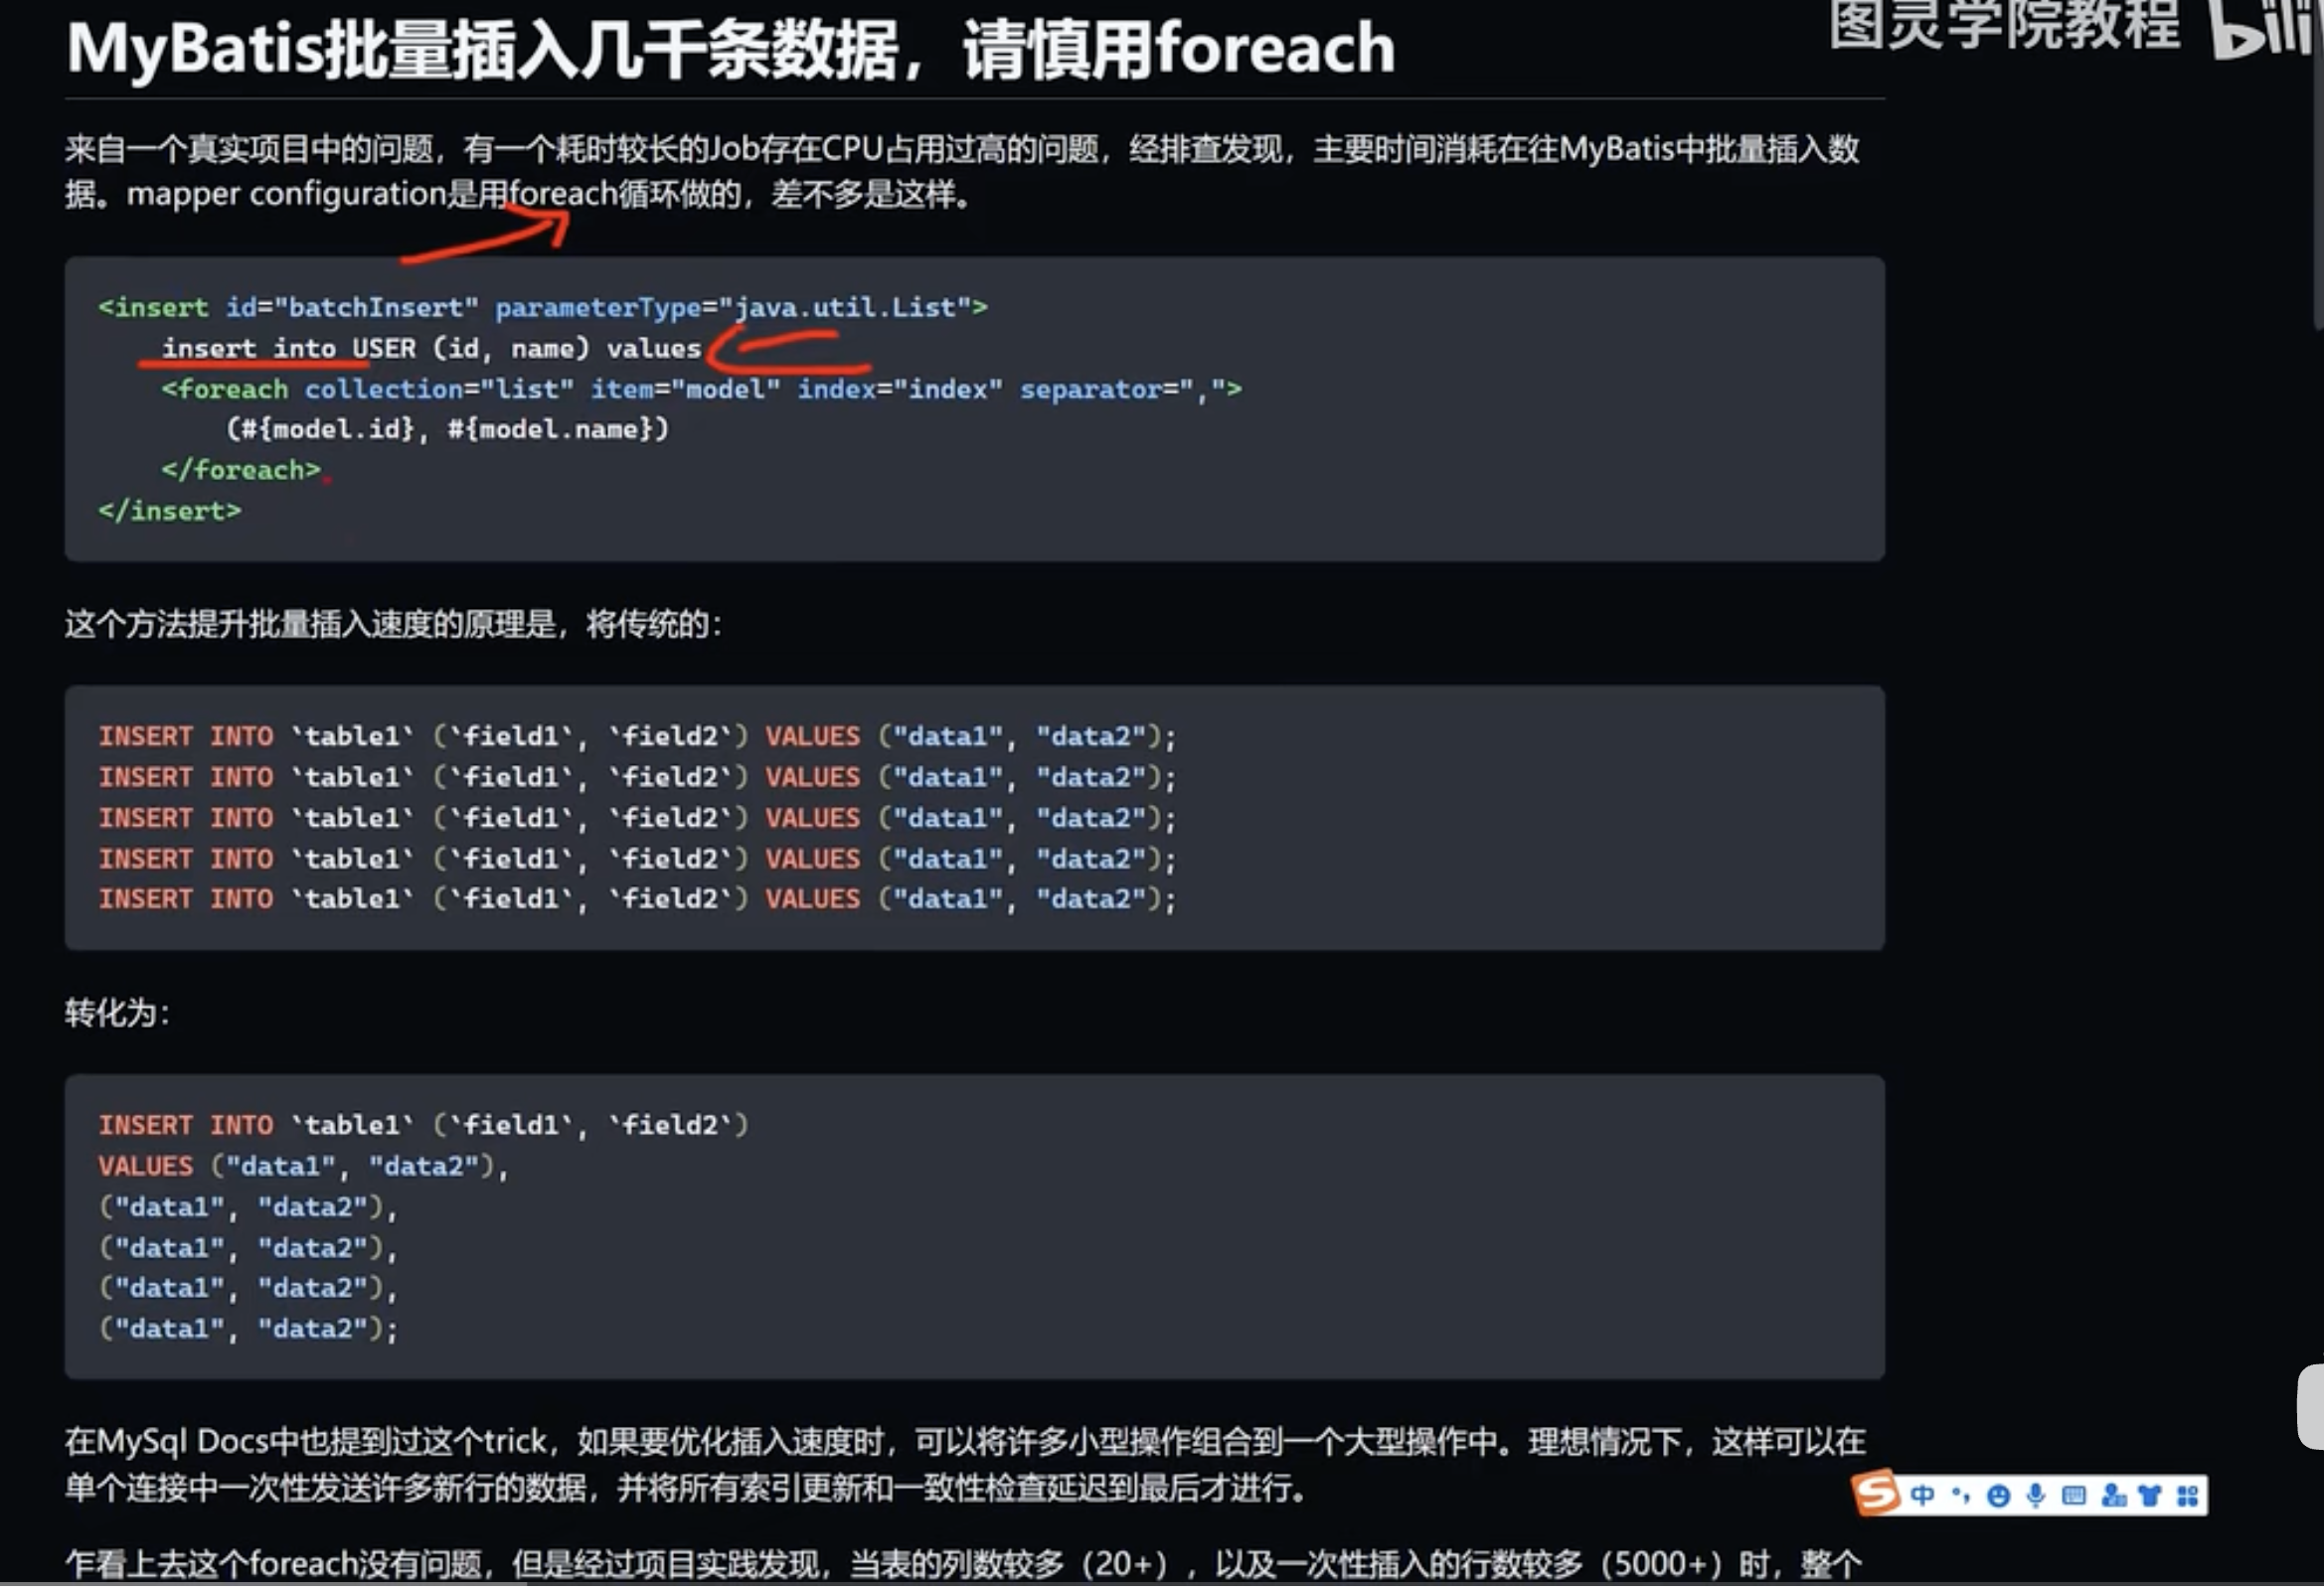 图灵学院教程 bili
MyBatis批量插入几千条数据，请慎用foreach
来自一个真实项目中的问题，有一个耗时较长的Job存在CPU占用过高的问题，经排查发现，主要时间消耗在往MyBatis中批量插入数
据。mapper configuration是用foreach循环做的，差不多是这样。
<insert id="batchInsert" parameterType="java.util.List">
insert into USER (id, name) values
<foreach collection="list" item="model" index="index" separator=",">
(#{model.id}, #{model.name})
</foreach>
</insert>
这个方法提升批量插入速度的原理是，将传统的：
INSERT INTO `table1` (`field1`, `field2`) VALUES ("data1", "data2");
INSERT INTO `table1` (`field1`, `field2`) VALUES ("data1", "data2");
INSERT INTO `table1` (`field1`, `field2`) VALUES ("data1", "data2");
INSERT INTO `table1` (`field1`, `field2`) VALUES ("data1", "data2");
INSERT INTO `table1` (`field1`, `field2`) VALUES ("data1", "data2");
转化为：
INSERT INTO `table1` (`field1`, `field2`)
VALUES ("data1", "data2"),
("data1", "data2"),
("data1", "data2"),
("data1", "data2"),
("data1", "data2");
在MySql Docs中也提到过这个trick，如果要优化插入速度时，可以将许多小型操作组合到一个大型操作中。理想情况下，这样可以在
单个连接中一次性发送许多新行的数据，并将所有索引更新和一致性检查延迟到最后才进行。
中
乍看上去这个foreach没有问题，但是经过项目实践发现，当表的列数较多（20+），以及一次性插入的行数较多（5000+）时，整个